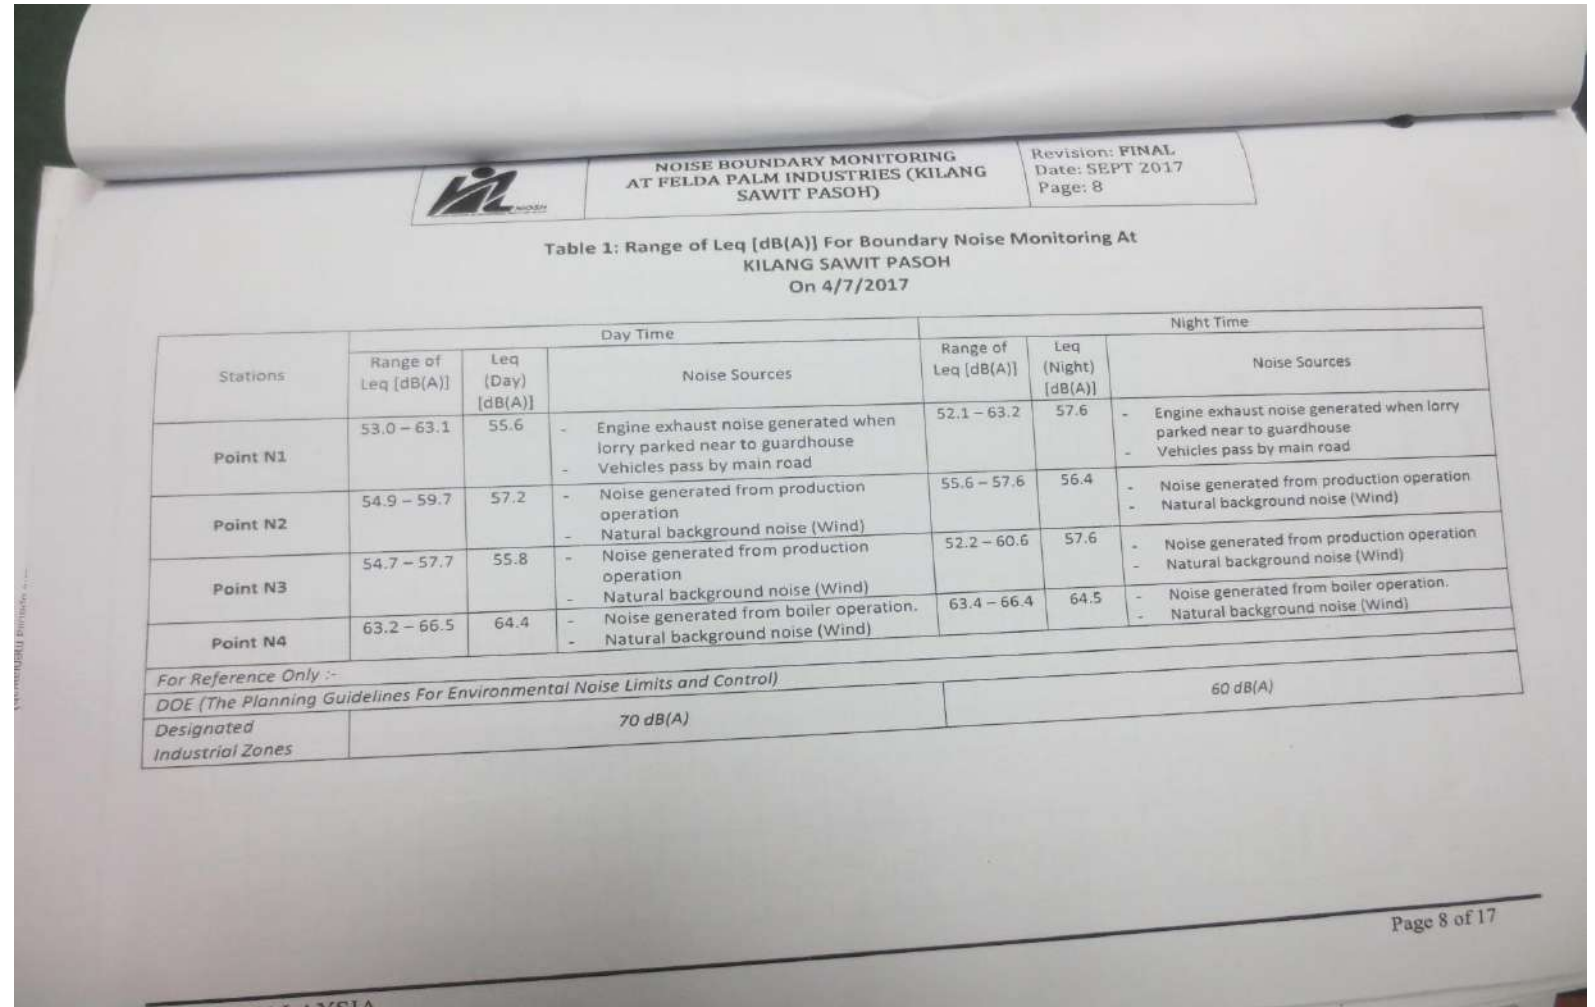 NIOSH
NOISE BOUNDARY MONITORING
AT FELDA PALM INDUSTRIES (KILANG
SAWIT PASOH)
Revision: FINAL
Date: SEPT 2017
Page: 8
Table 1: Range of Leq [dB(A)] For Boundary Noise Monitoring At
KILANG SAWIT PASOH
On 4/7/2017
Stations
Day Time
Night Time
Range of
Leq [dB(A)]
Leq
(Day)
[dB(A)]
Noise Sources
Range of
Leq [dB(A)]
Leq
(Night)
[dB(A)]
Noise Sources
Point N1
53.0 – 63.1
55.6
- Engine exhaust noise generated when
lorry parked near to guardhouse
- Vehicles pass by main road
52.1 – 63.2
57.6
- Engine exhaust noise generated when lorry
parked near to guardhouse
- Vehicles pass by main road
Point N2
54.9 – 59.7
57.2
- Noise generated from production
operation
- Natural background noise (Wind)
55.6 – 57.6
56.4
- Noise generated from production operation
- Natural background noise (Wind)
Point N3
54.7 – 57.7
55.8
- Noise generated from production
operation
- Natural background noise (Wind)
52.2 – 60.6
57.6
- Noise generated from production operation
- Natural background noise (Wind)
Point N4
63.2 – 66.5
64.4
- Noise generated from boiler operation.
- Natural background noise (Wind)
63.4 – 66.4
64.5
- Noise generated from boiler operation.
- Natural background noise (Wind)
For Reference Only :-
DOE (The Planning Guidelines For Environmental Noise Limits and Control)
Designated
Industrial Zones
70 dB(A)
60 dB(A)
Page 8 of 17